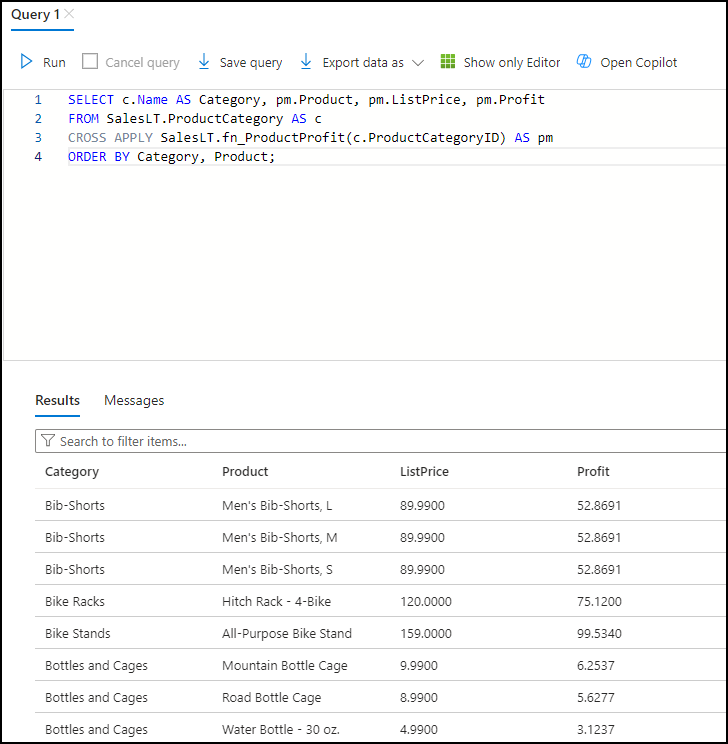 Query 1
Run Cancel query Save query Export data as Show only Editor Open Copilot
1 SELECT c.Name AS Category, pm.Product, pm.ListPrice, pm.Profit
2 FROM SalesLT.ProductCategory AS c
3 CROSS APPLY SalesLT.fn_ProductProfit(c.ProductCategoryID) AS pm
4 ORDER BY Category, Product;
Results Messages
Search to filter items...
Category Product ListPrice Profit
Bib-Shorts Men's Bib-Shorts, L 89.9900 52.8691
Bib-Shorts Men's Bib-Shorts, M 89.9900 52.8691
Bib-Shorts Men's Bib-Shorts, S 89.9900 52.8691
Bike Racks Hitch Rack - 4-Bike 120.0000 75.1200
Bike Stands All-Purpose Bike Stand 159.0000 99.5340
Bottles and Cages Mountain Bottle Cage 9.9900 6.2537
Bottles and Cages Road Bottle Cage 8.9900 5.6277
Bottles and Cages Water Bottle - 30 oz. 4.9900 3.1237